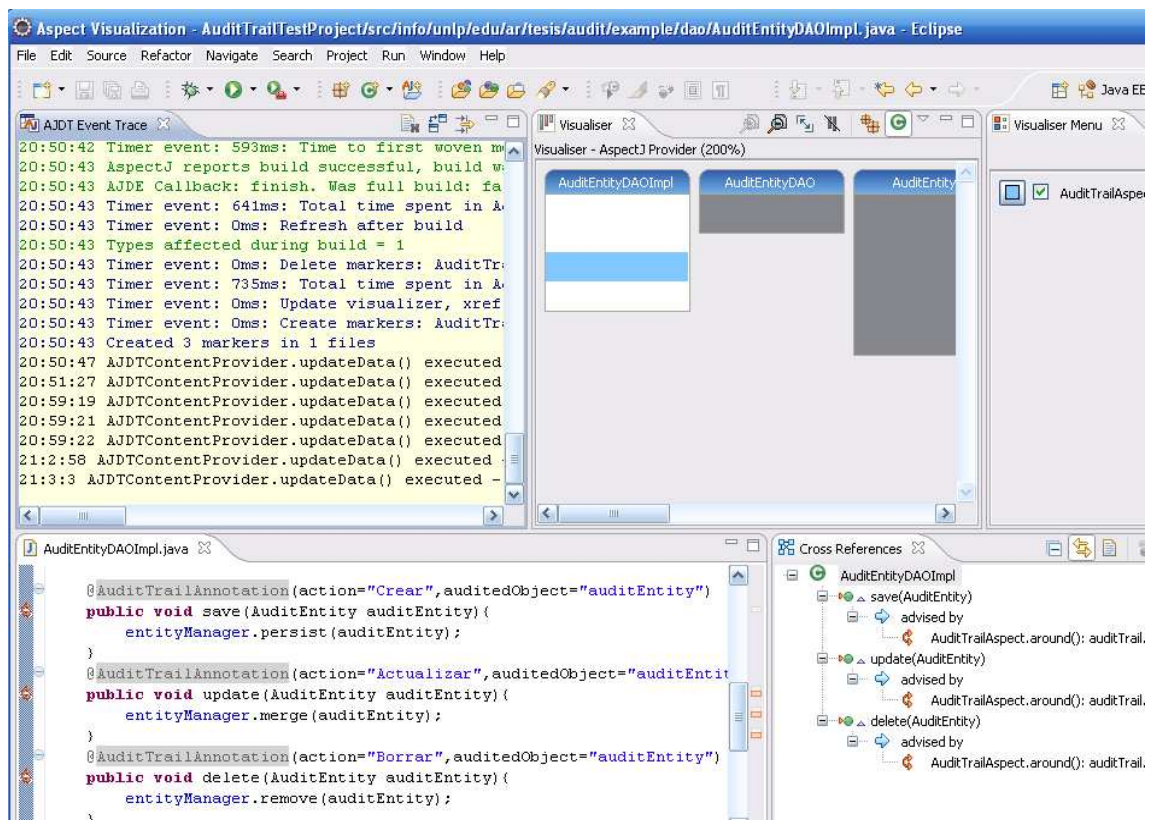 Aspect Visualization - AuditTrailTestProject/src/info/unlp/edu/ar/tesis/audit/example/dao/AuditEntityDAOImpl.java - Eclipse
File Edit Source Refactor Navigate Search Project Run Window Help
Java EE
AJDT Event Trace
20:50:42 Timer event: 593ms: Time to first woven
20:50:43 AspectJ reports build successful, build
20:50:43 AJDE Callback: finish. Was full build: fa
20:50:43 Timer event: 641ms: Total time spent in
20:50:43 Timer event: 0ms: Refresh after build
20:50:43 Types affected during build = 1
20:50:43 Timer event: 0ms: Delete markers: AuditTr
20:50:43 Timer event: 735ms: Total time spent in
20:50:43 Timer event: 0ms: Update visualizer, xref
20:50:43 Timer event: 0ms: Create markers: AuditTr
20:50:43 Created 3 markers in 1 files
20:50:47 AJDTContentProvider.updateData() executed
20:51:27 AJDTContentProvider.updateData() executed
20:59:19 AJDTContentProvider.updateData() executed
20:59:21 AJDTContentProvider.updateData() executed
20:59:22 AJDTContentProvider.updateData() executed
21:2:58 AJDTContentProvider.updateData() executed -
21:3:3 AJDTContentProvider.updateData() executed -
Visualiser
Visualiser - AspectJ Provider (200%)
AuditEntityDAOImpl
AuditEntityDAO
AuditEntity
Visualiser Menu
AuditTrailAspe
AuditEntityDAOImpl.java
@AuditTrailAnnotation(action="Crear",auditedObject="auditEntity")
public void save(AuditEntity auditEntity){
entityManager.persist(auditEntity);
}
@AuditTrailAnnotation(action="Actualizar",auditedObject="auditEntit
public void update(AuditEntity auditEntity){
entityManager.merge(auditEntity);
}
@AuditTrailAnnotation(action="Borrar",auditedObject="auditEntity")
public void delete(AuditEntity auditEntity){
entityManager.remove(auditEntity);
}
Cross References
AuditEntityDAOImpl
save(AuditEntity)
advised by
AuditTrailAspect.around(): auditTrail.
update(AuditEntity)
advised by
AuditTrailAspect.around(): auditTrail.
delete(AuditEntity)
advised by
AuditTrailAspect.around(): auditTrail.